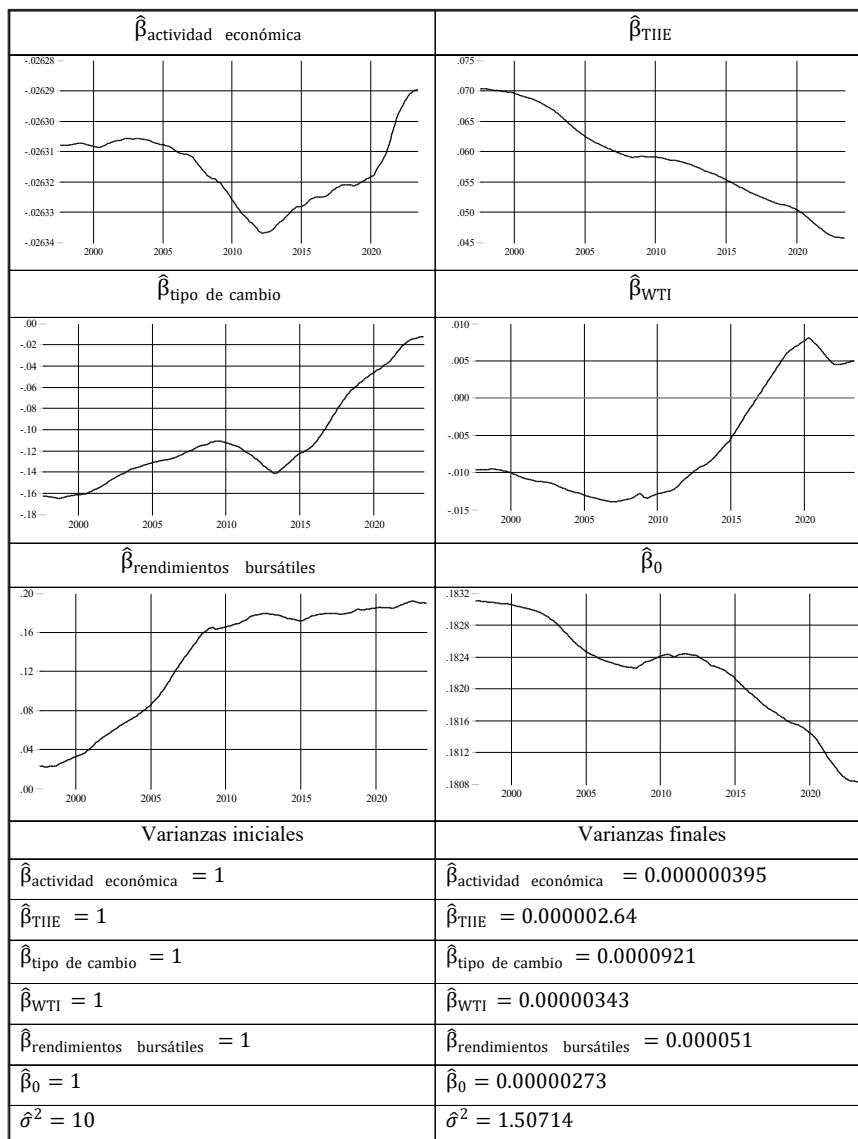 β̂actividad económica
β̂TIIE
-.02628
-.02629
-.02630
-.02631
-.02632
-.02633
-.02634
2000 2005 2010 2015 2020
.075
.070
.065
.060
.055
.050
.045
2000 2005 2010 2015 2020
β̂tipo de cambio
β̂WTI
.00
-.02
-.04
-.06
-.08
-.10
-.12
-.14
-.16
-.18
2000 2005 2010 2015 2020
.010
.005
.000
-.005
-.010
-.015
2000 2005 2010 2015 2020
β̂rendimientos bursátiles
β̂0
.20
.16
.12
.08
.04
.00
2000 2005 2010 2015 2020
.1832
.1828
.1824
.1820
.1816
.1812
.1808
2000 2005 2010 2015 2020
Varianzas iniciales
Varianzas finales
β̂actividad económica = 1
β̂actividad económica = 0.000000395
β̂TIIE = 1
β̂TIIE = 0.000002.64
β̂tipo de cambio = 1
β̂tipo de cambio = 0.0000921
β̂WTI = 1
β̂WTI = 0.00000343
β̂rendimientos bursátiles = 1
β̂rendimientos bursátiles = 0.000051
β̂0 = 1
β̂0 = 0.00000273
σ̂² = 10
σ̂² = 1.50714